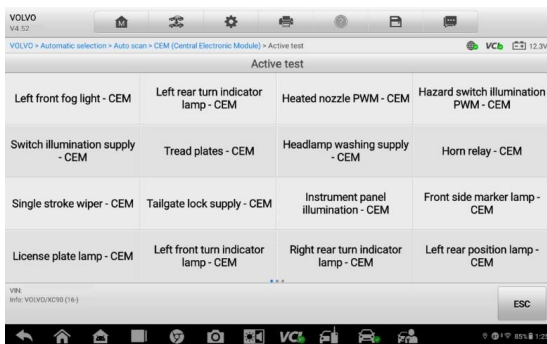 VOLVO
V4.52
VOLVO > Automatic selection > Auto scan > CEM (Central Electronic Module) > Active test
VCI 12.3V
Active test
Left front fog light - CEM
Left rear turn indicator
lamp - CEM
Heated nozzle PWM - CEM
Hazard switch illumination
PWM - CEM
Switch illumination supply
- CEM
Tread plates - CEM
Headlamp washing supply
- CEM
Horn relay - CEM
Single stroke wiper - CEM
Tailgate lock supply - CEM
Instrument panel
illumination - CEM
Front side marker lamp -
CEM
License plate lamp - CEM
Left front turn indicator
lamp - CEM
Right rear turn indicator
lamp - CEM
Left rear position lamp -
CEM
VIN:
Info: VOLVO/XC90 (16-)
ESC
VCI
85% 1:25